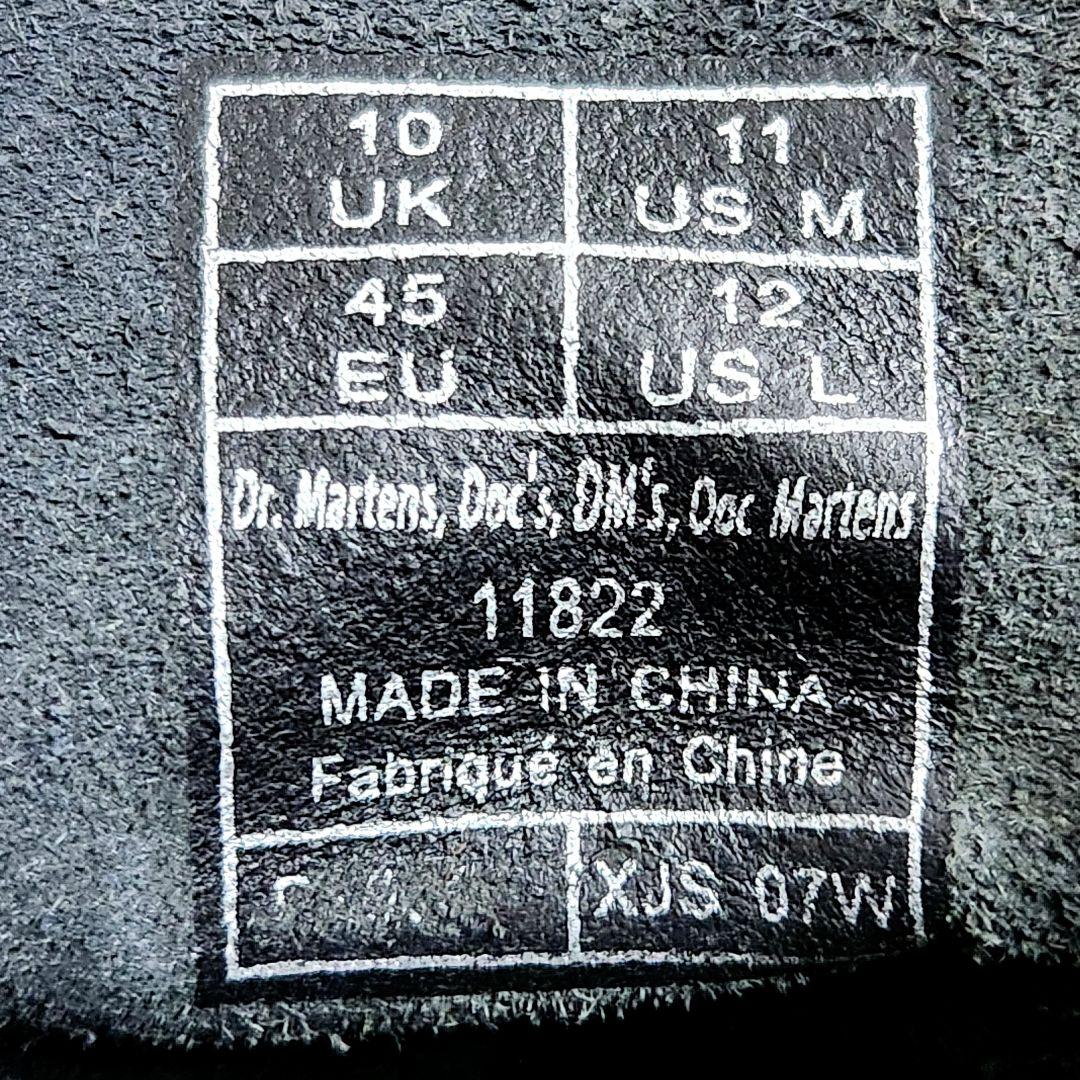 10
UK
11
US M
45
EU
12
US L
Dr. Martens, Doc's, DM's, Doc Martens
11822
MADE IN CHINA
Fabriqué en Chine
XJS 07W